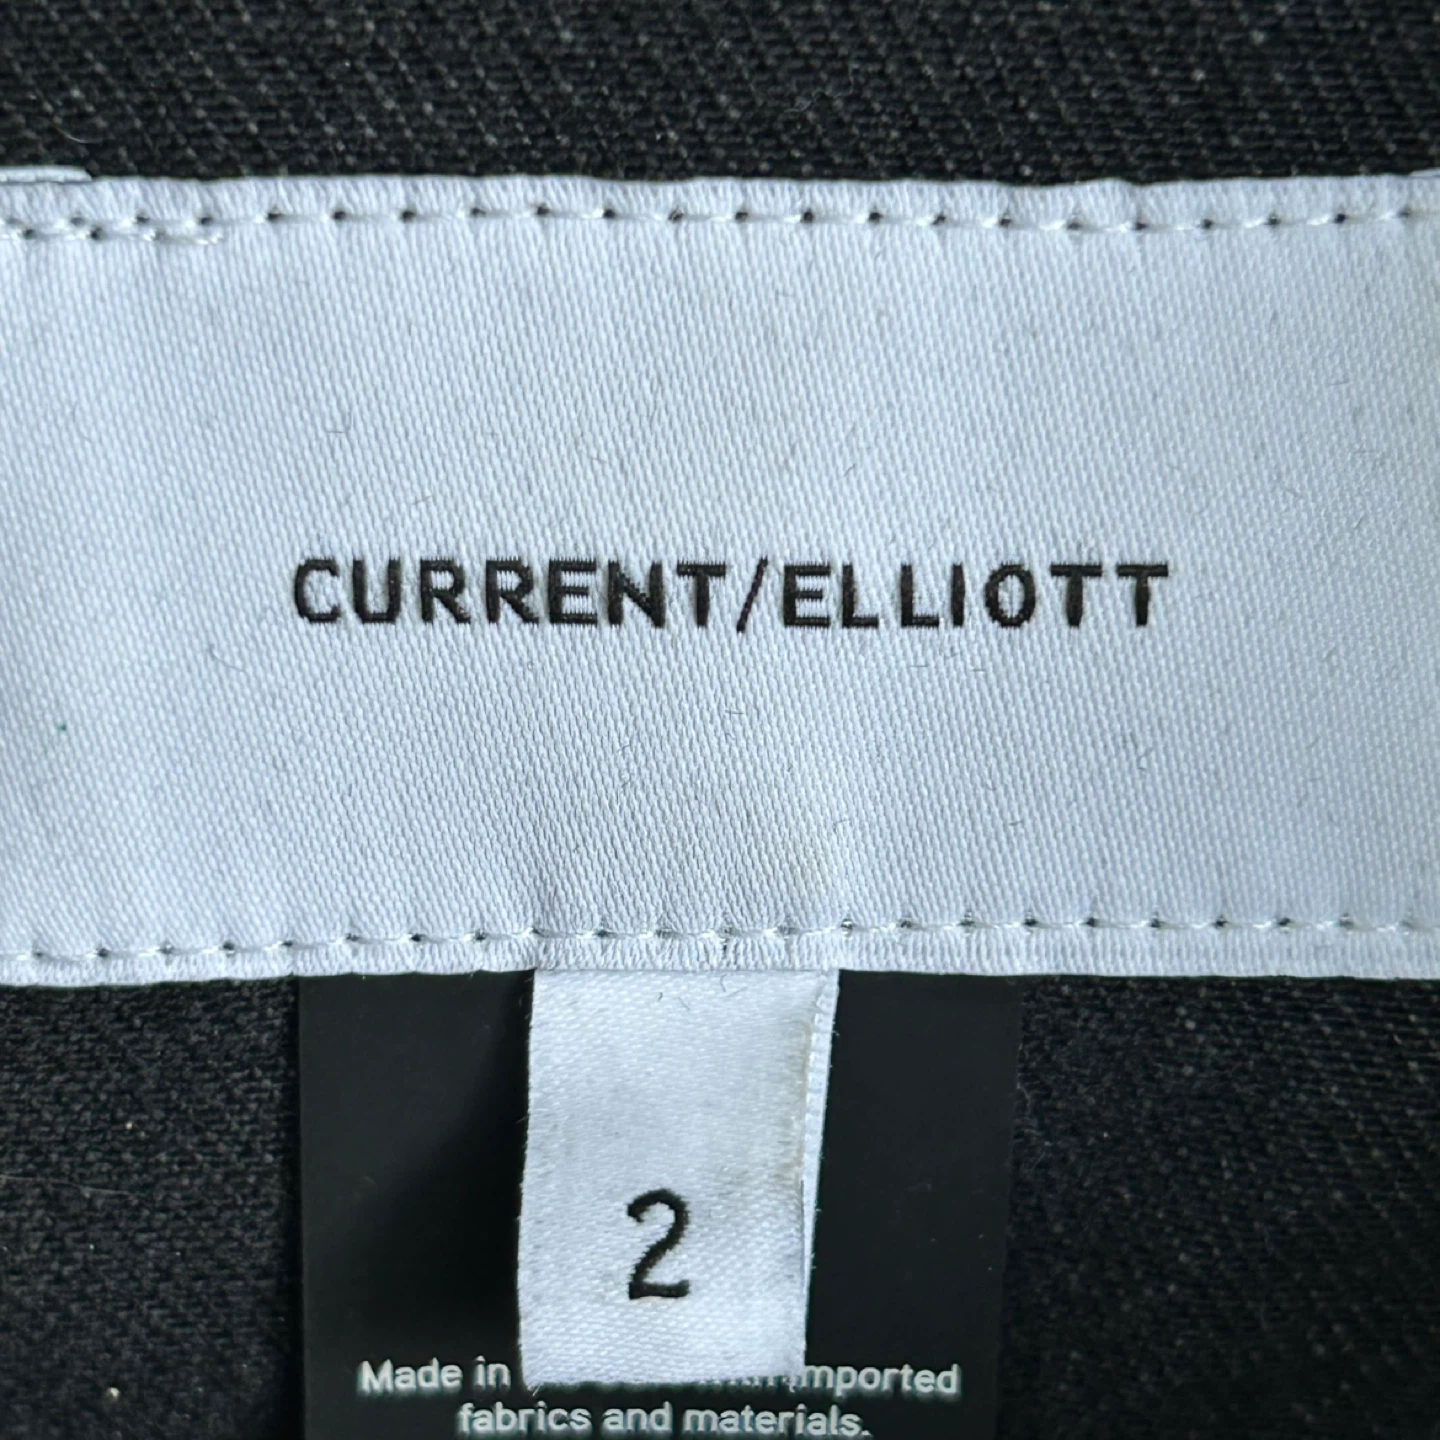 CURRENT/ELLIOTT
2
Made in imported
fabrics and materials.